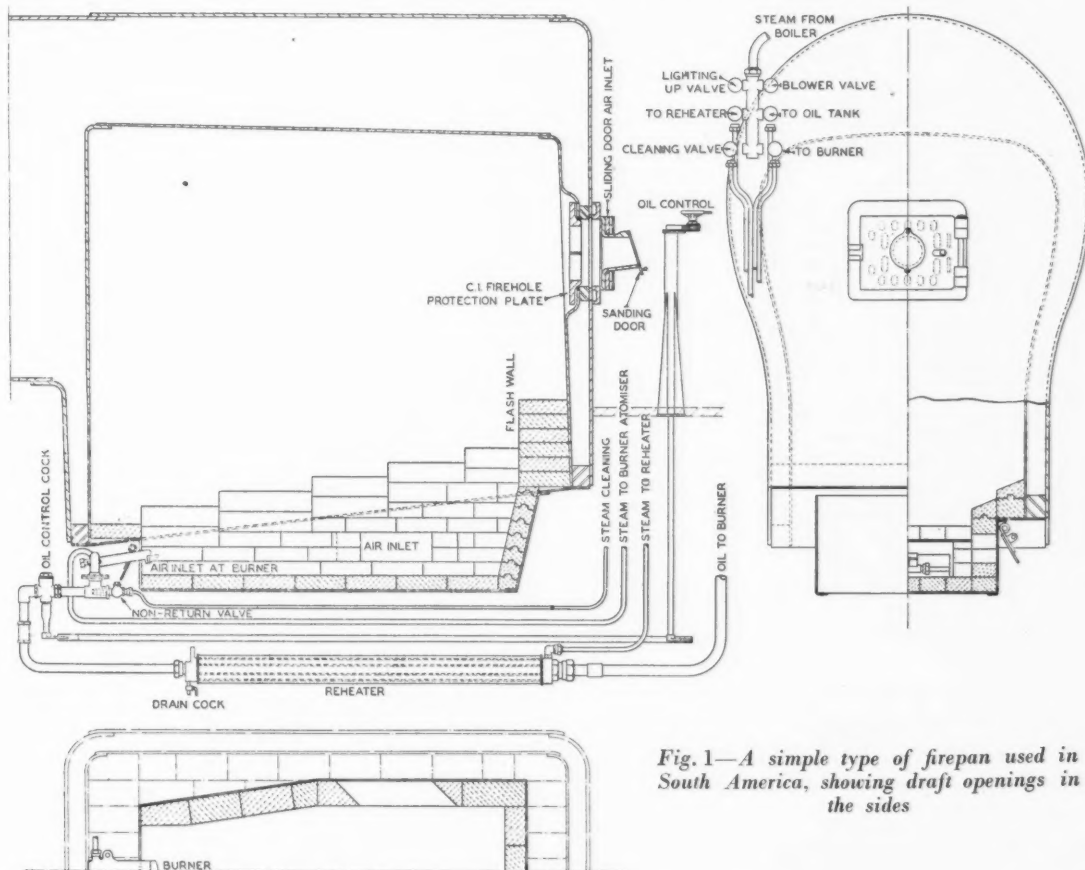 STEAM FROM
BOILER
LIGHTING
UP VALVE
BLOWER VALVE
TO REHEATER
TO OIL TANK
CLEANING VALVE
TO BURNER
SLIDING DOOR AIR INLET
OIL CONTROL
C.I. FIREHOLE
PROTECTION PLATE
SANDING
DOOR
FLASH WALL
OIL CONTROL COCK
AIR INLET
AIR INLET AT BURNER
NON-RETURN VALVE
STEAM CLEANING
STEAM TO BURNER ATOMISER
STEAM TO REHEATER
OIL TO BURNER
REHEATER
DRAIN COCK
BURNER
Fig. 1—A simple type of firepan used in
South America, showing draft openings in
the sides